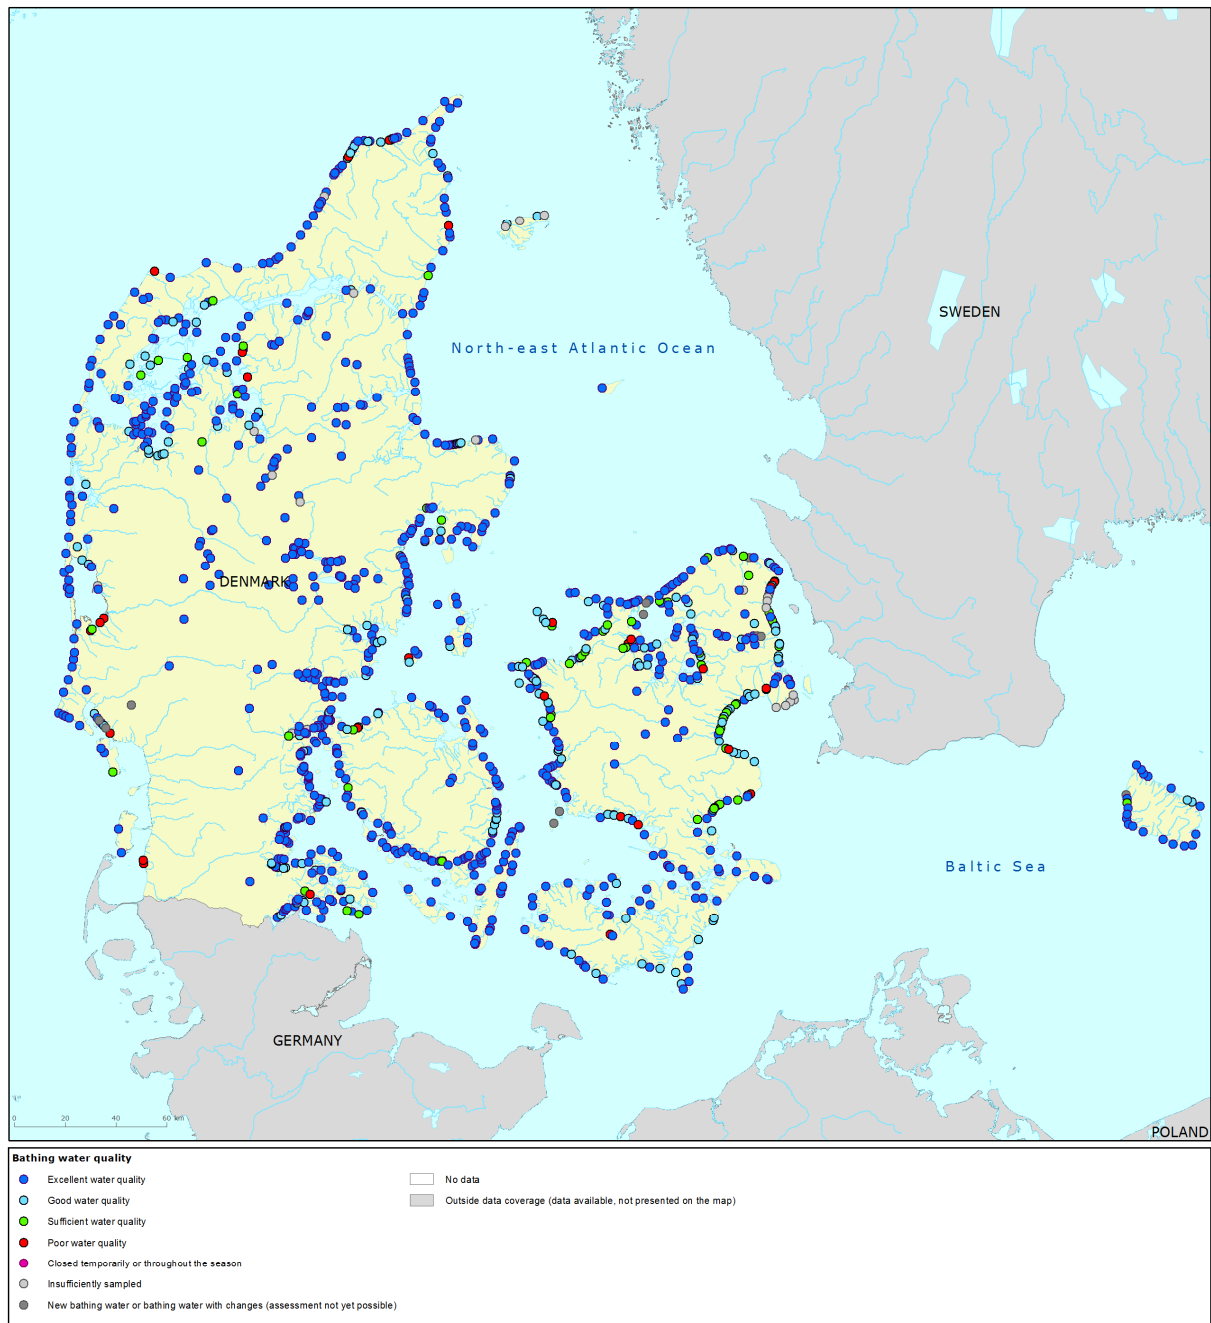 SWEDEN
North-east Atlantic Ocean
DENMARK
Baltic Sea
GERMANY
0 20 40 60 km
POLAND
Bathing water quality
Excellent water quality
No data
Good water quality
Outside data coverage (data available, not presented on the map)
Sufficient water quality
Poor water quality
Closed temporarily or throughout the season
Insufficiently sampled
New bathing water or bathing water with changes (assessment not yet possible)